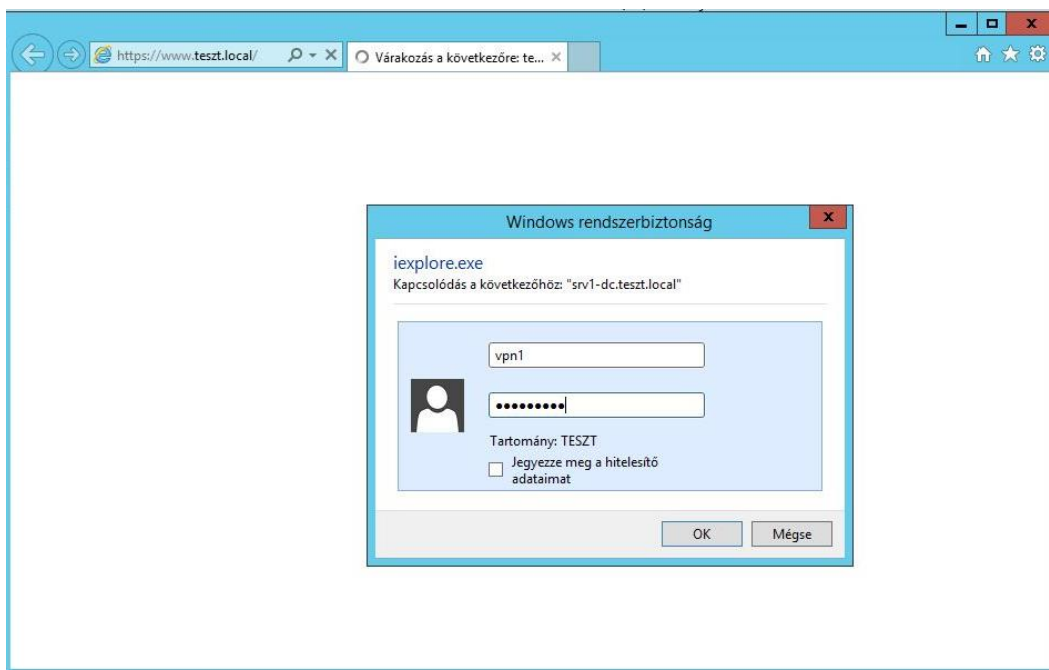 https://www.teszt.local/
Várakozás a következőre: te...
Windows rendszerbiztonság
iexplore.exe
Kapcsolódás a következőhöz: "srv1-dc.teszt.local"
vpn1
•••••••••
Tartomány: TESZT
Jegyezze meg a hitelesítő
adataimat
OK
Mégse